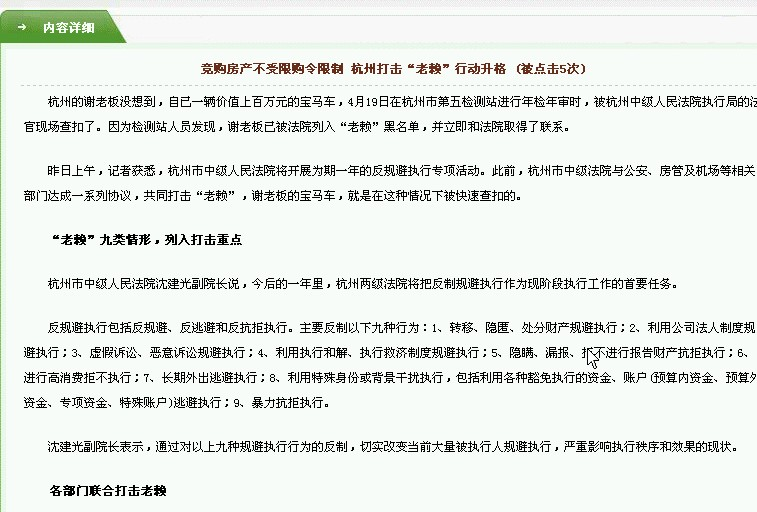 内容详细
竞购房产不受限购令限制 杭州打击“老赖”行动升格 (被点击5次)
杭州的谢老板没想到，自己一辆价值上百万元的宝马车，4月19日在杭州市第五检测站进行年检年审时，被杭州中级人民法院执行局的法
官现场查扣了。因为检测站人员发现，谢老板已被法院列入“老赖”黑名单，并立即和法院取得了联系。
昨日上午，记者获悉，杭州市中级人民法院将开展为期一年的反规避执行专项活动。此前，杭州市中级法院与公安、房管及机场等相关
部门达成一系列协议，共同打击“老赖”，谢老板的宝马车，就是在这种情况下被快速查扣的。
“老赖”九类情形，列入打击重点
杭州市中级人民法院沈建光副院长说，今后的一年里，杭州两级法院将把反制规避执行作为现阶段执行工作的首要任务。
反规避执行包括反规避、反逃避和反抗拒执行。主要反制以下九种行为：1、转移、隐匿、处分财产规避执行；2、利用公司法人制度规
避执行；3、虚假诉讼、恶意诉讼规避执行；4、利用执行和解、执行救济制度规避执行；5、隐瞒、漏报、不进行报告财产抗拒执行；6、
进行高消费拒不执行；7、长期外出逃避执行；8、利用特殊身份或背景干扰执行，包括利用各种豁免执行的资金、账户(预算内资金、预算外
资金、专项资金、特殊账户)逃避执行；9、暴力抗拒执行。
沈建光副院长表示，通过对以上九种规避执行行为的反制，切实改变当前大量被执行人规避执行，严重影响执行秩序和效果的现状。
各部门联合打击老赖